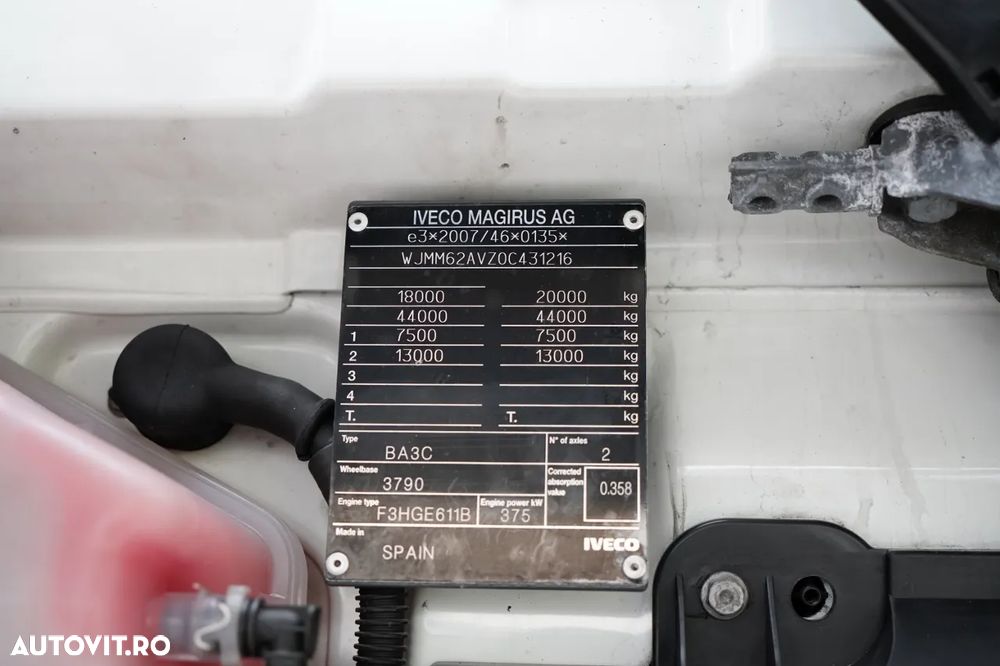 IVECO MAGIRUS AG
e3*2007/46*0135*
WJMM62AVZ0C431216
18000 20000 kg
44000 44000 kg
1 7500 7500 kg
2 13000 13000 kg
3 kg
4 kg
T. T. kg
Type BA3C N° of axles 2
Wheelbase 3790 Corrected absorption value 0.358
Engine type F3HGE611B Engine power kW 375
Made in SPAIN IVECO
AUTOVIT.RO